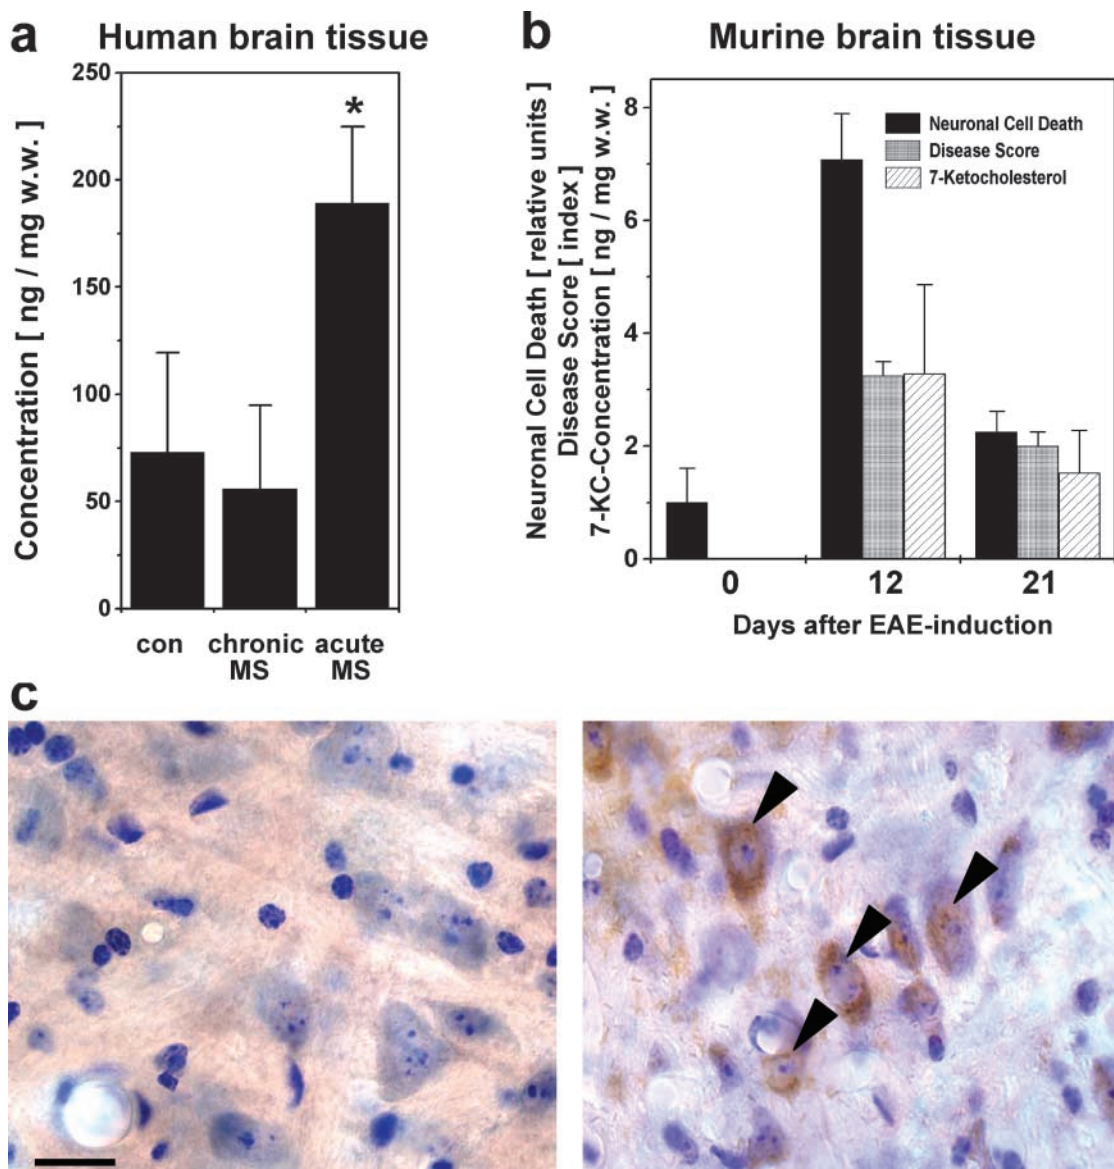 a Human brain tissue
Concentration [ ng / mg w.w. ]
250
200
150
100
50
0
*
con
chronic
MS
acute
MS
b Murine brain tissue
Neuronal Cell Death [ relative units ]
Disease Score [ index ]
7-KC-Concentration [ ng / mg w.w. ]
8
6
4
2
0
Neuronal Cell Death
Disease Score
7-Ketocholesterol
0 12 21
Days after EAE-induction
c